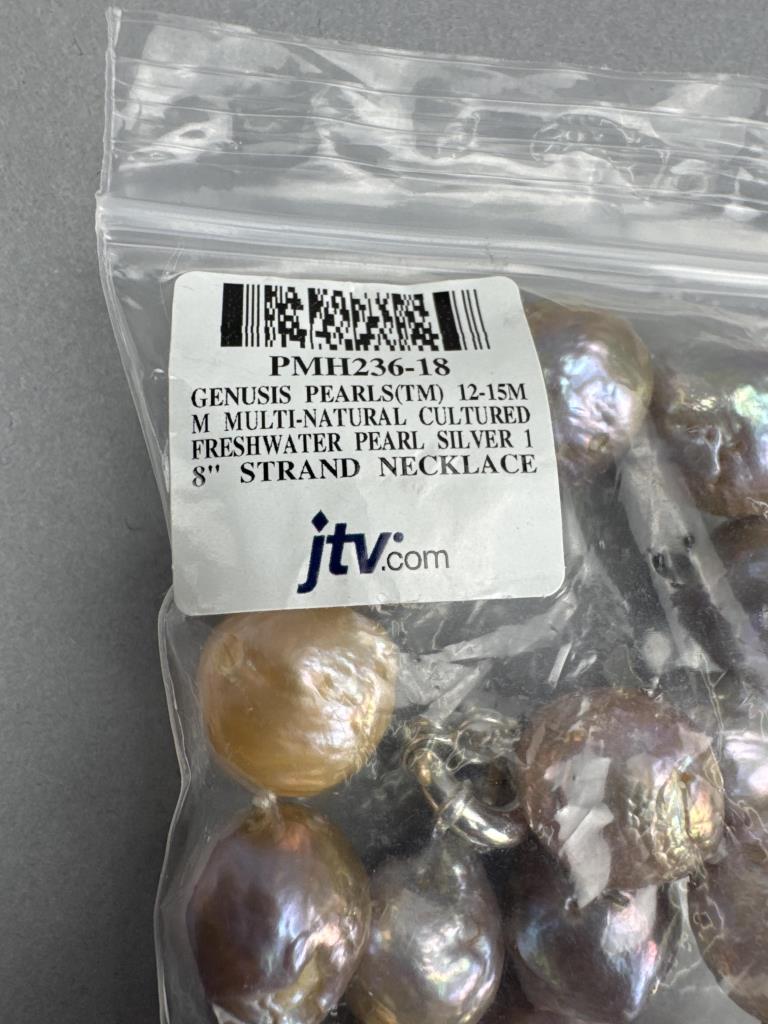 PMH236-18
GENUSIS PEARLS(TM) 12-15M
M MULTI-NATURAL CULTURED
FRESHWATER PEARL SILVER 1
8" STRAND NECKLACE
jtv.com